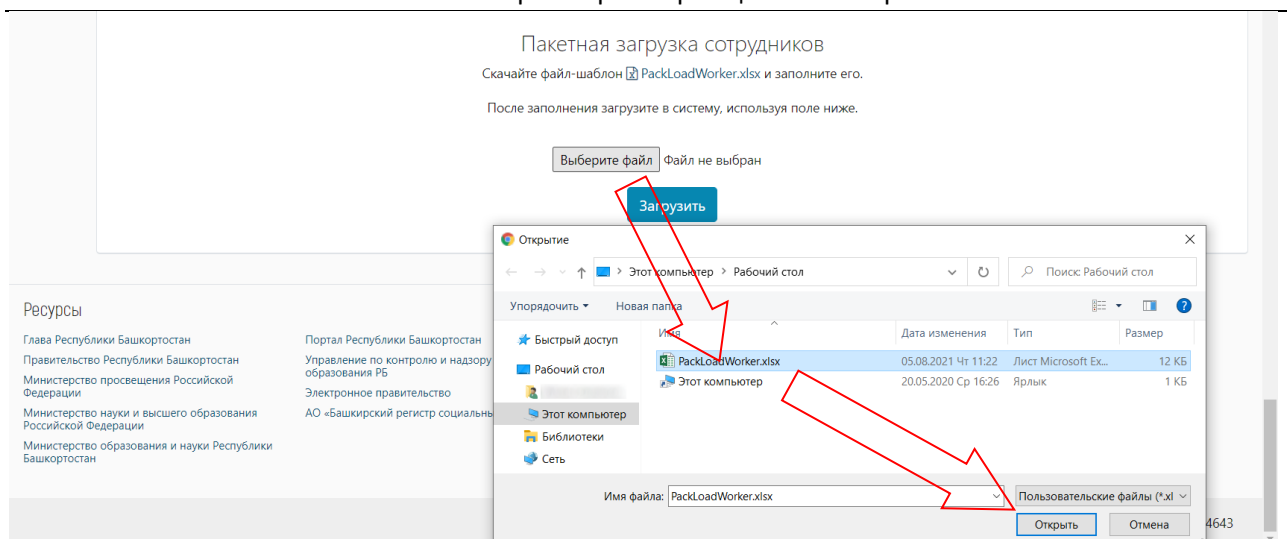 Пакетная загрузка сотрудников
Скачайте файл-шаблон PackLoadWorker.xlsx и заполните его.
После заполнения загрузите в систему, используя поле ниже.
Выберите файл Файл не выбран
Загрузить
Открытие
Этот компьютер > Рабочий стол
Поиск: Рабочий стол
Упорядочить Новая папка
Имя Дата изменения Тип Размер
Быстрый доступ
Рабочий стол
Этот компьютер
Библиотеки
Сеть
PackLoadWorker.xlsx 05.08.2021 Чт 11:22 Лист Microsoft Ex... 12 КБ
Этот компьютер 20.05.2020 Ср 16:26 Ярлык 1 КБ
Имя файла: PackLoadWorker.xlsx Пользовательские файлы (*.xl
Открыть Отмена
Ресурсы
Глава Республики Башкортостан
Правительство Республики Башкортостан
Министерство просвещения Российской
Федерации
Министерство науки и высшего образования
Российской Федерации
Министерство образования и науки Республики
Башкортостан
Портал Республики Башкортостан
Управление по контролю и надзору
образования РБ
Электронное правительство
АО «Башкирский регистр социальны
4643